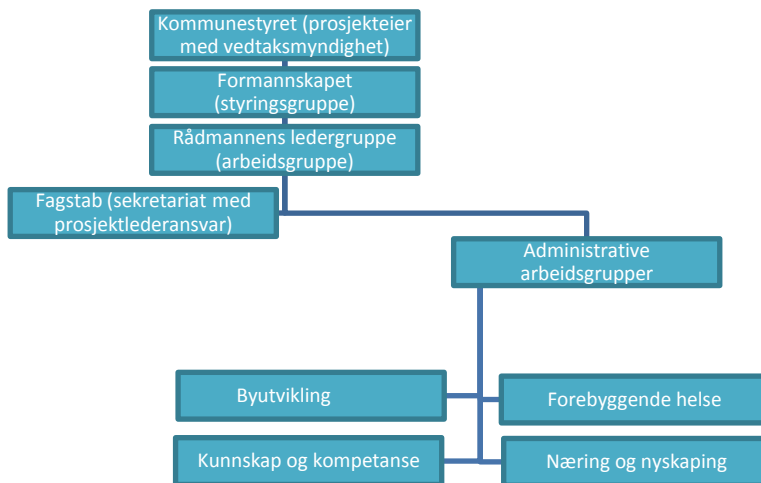 Kommunestyret (prosjekteier
med vedtaksmyndighet)
Formannskapet
(styringsgruppe)
Rådmannens ledergruppe
(arbeidsgruppe)
Fagstab (sekretariat med
prosjektlederansvar)
Administrative
arbeidsgrupper
Byutvikling
Forebyggende helse
Kunnskap og kompetanse
Næring og nyskaping